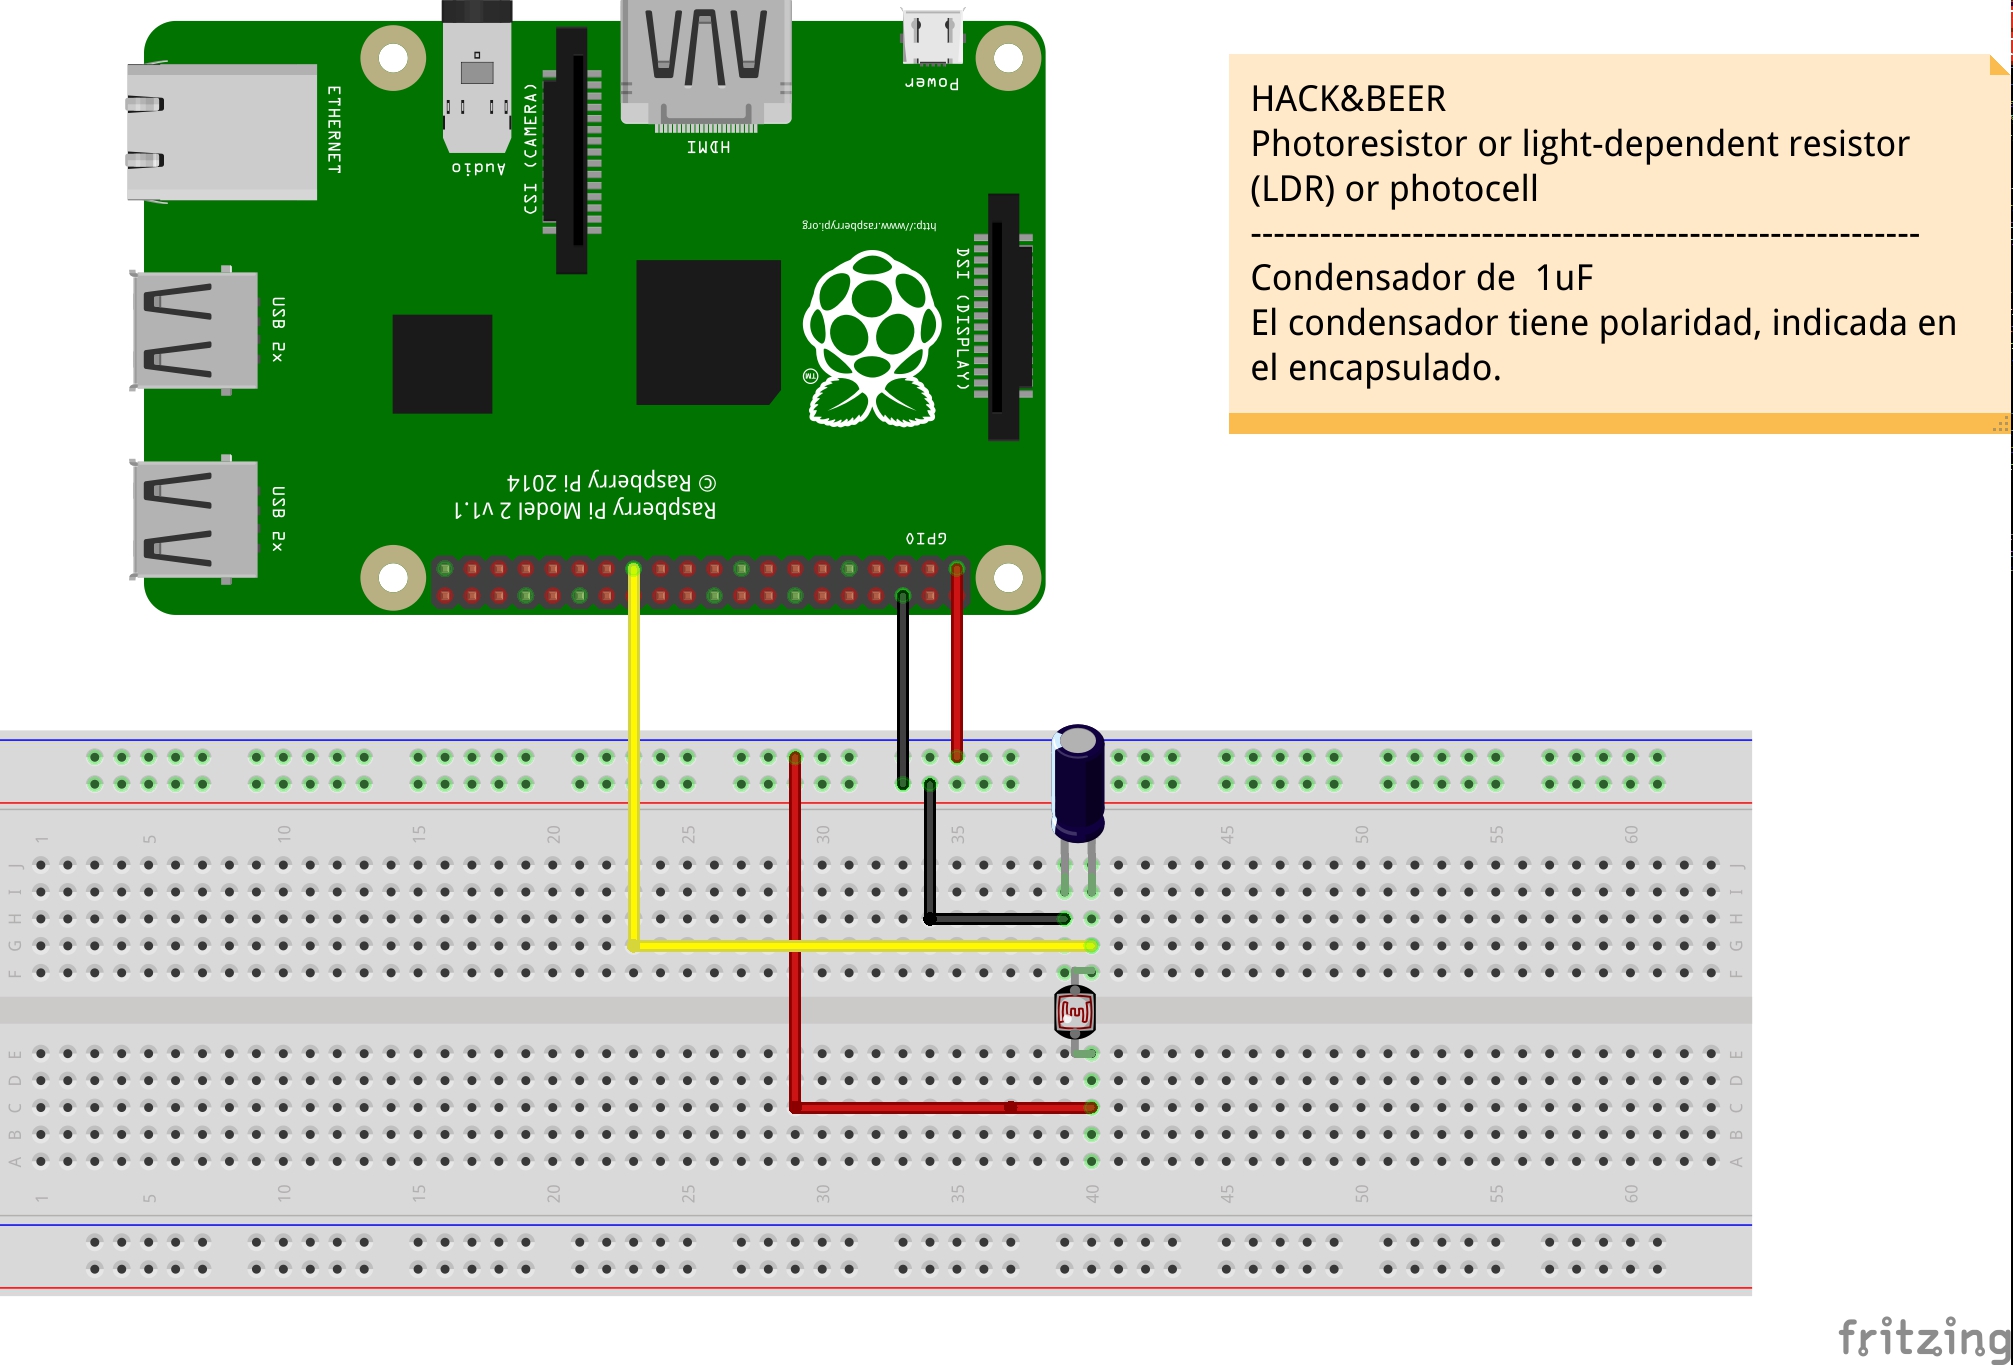 HACK&BEER
Photoresistor or light-dependent resistor
(LDR) or photocell
----------------------------------------------------------
Condensador de  1uF
El condensador tiene polaridad, indicada en
el encapsulado.
ETHERNET
Audio
CSI (CAMERA)
HDMI
Power
http://www.raspberrypi.org
DSI (DISPLAY)
TM
USB 2x
USB 2x
© Raspberry Pi 2014
Raspberry Pi Model 2 v1.1
GPIO
1 5 10 15 20 25 30 35 45 50 55 60
J J
I I
H H
G G
F F
E E
D D
C C
B B
A A
1 5 10 15 20 25 30 35 40 45 50 55 60
fritzing